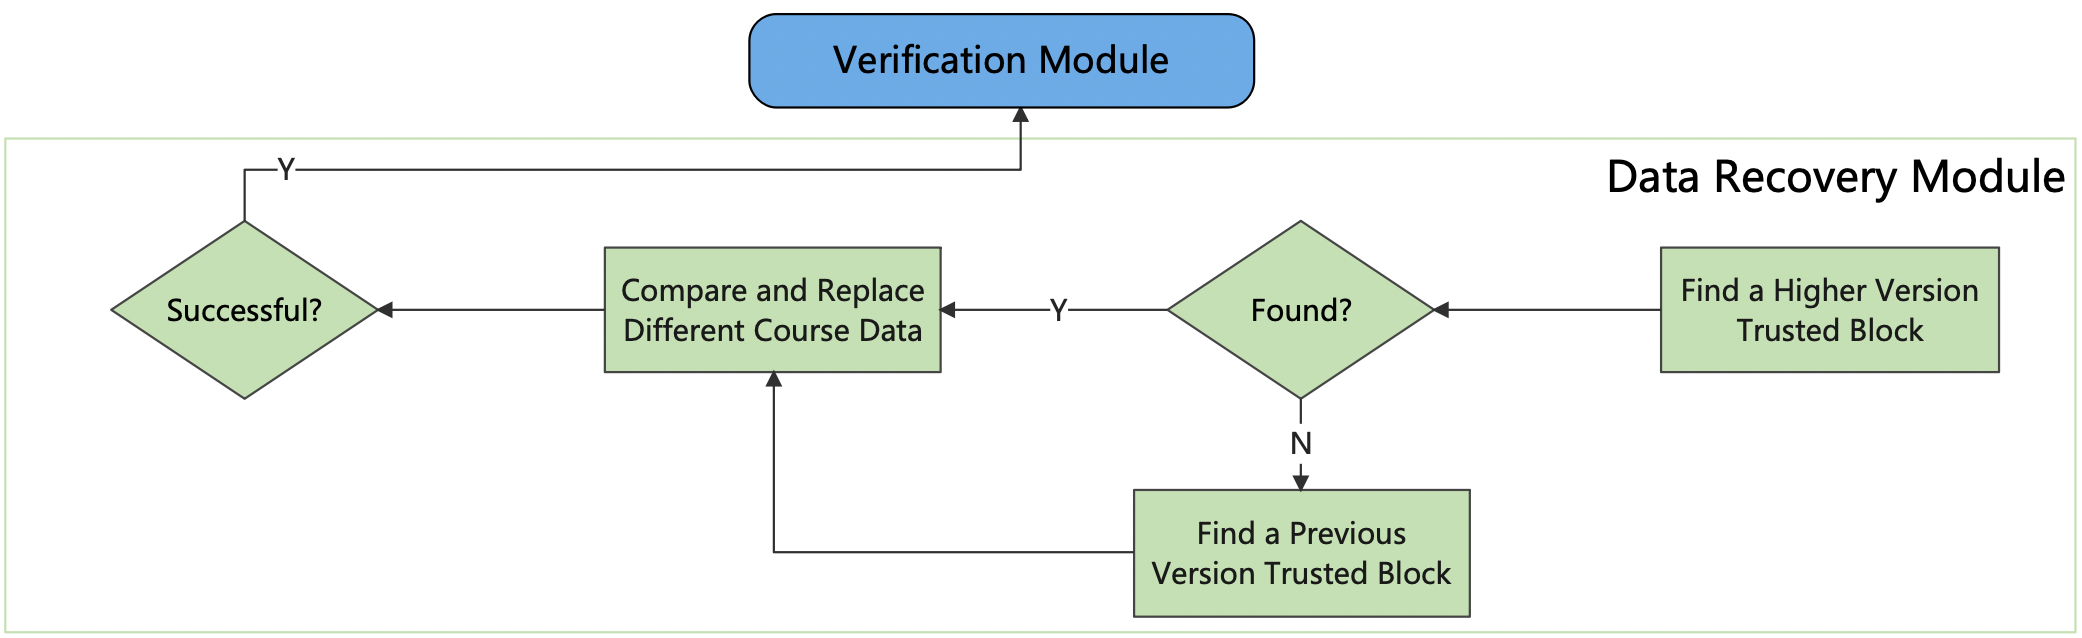 Verification Module
Y
Data Recovery Module
Successful?
Compare and Replace
Different Course Data
Y
Found?
Find a Higher Version
Trusted Block
N
Find a Previous
Version Trusted Block